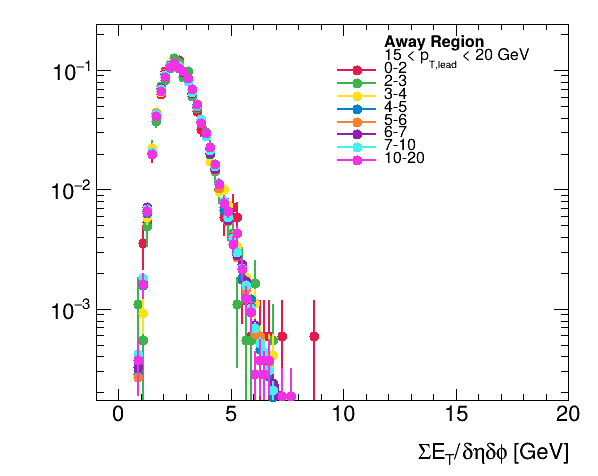 Away Region
15 < p_T,lead < 20 GeV
0-2
2-3
3-4
4-5
5-6
6-7
7-10
10-20
10⁻¹
10⁻²
10⁻³
0 5 10 15 20
ΣE_T/δηδϕ [GeV]